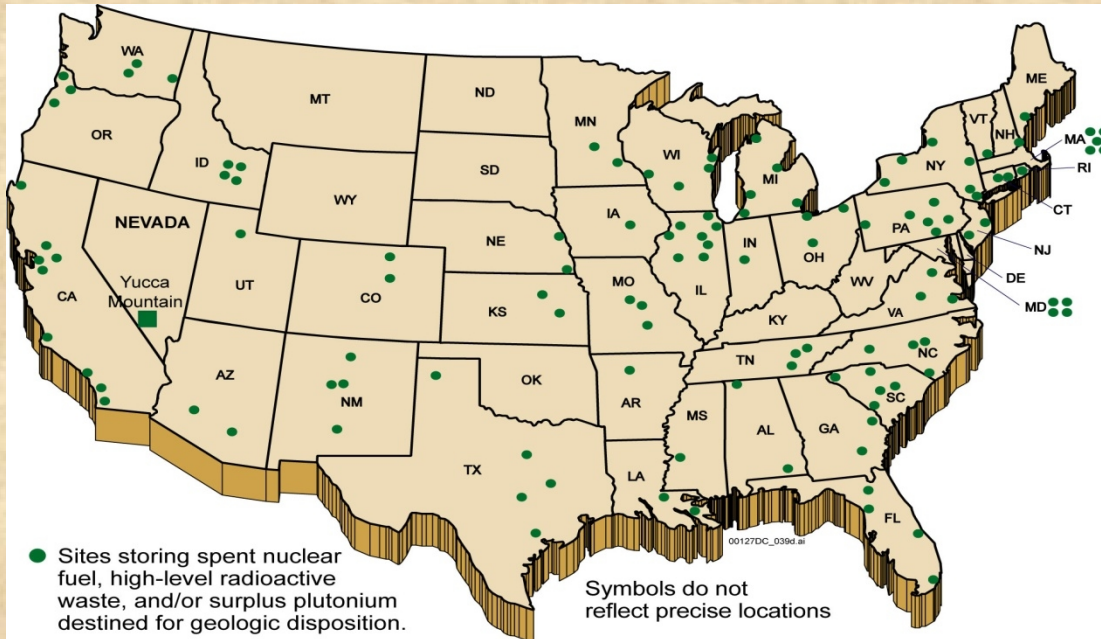 WA
MT
ND
MN
ME
VT
NH
MA
OR
ID
SD
WI
NY
MI
RI
WY
CT
IA
PA
NEVADA
NE
NJ
IN
OH
UT
DE
Yucca
Mountain
CO
IL
MO
WV
CA
KS
MD
VA
KY
NC
TN
AZ
OK
NM
AR
SC
MS
AL
GA
TX
LA
FL
00127DC_039d.ai
Sites storing spent nuclear
fuel, high-level radioactive
waste, and/or surplus plutonium
destined for geologic disposition.
Symbols do not
reflect precise locations